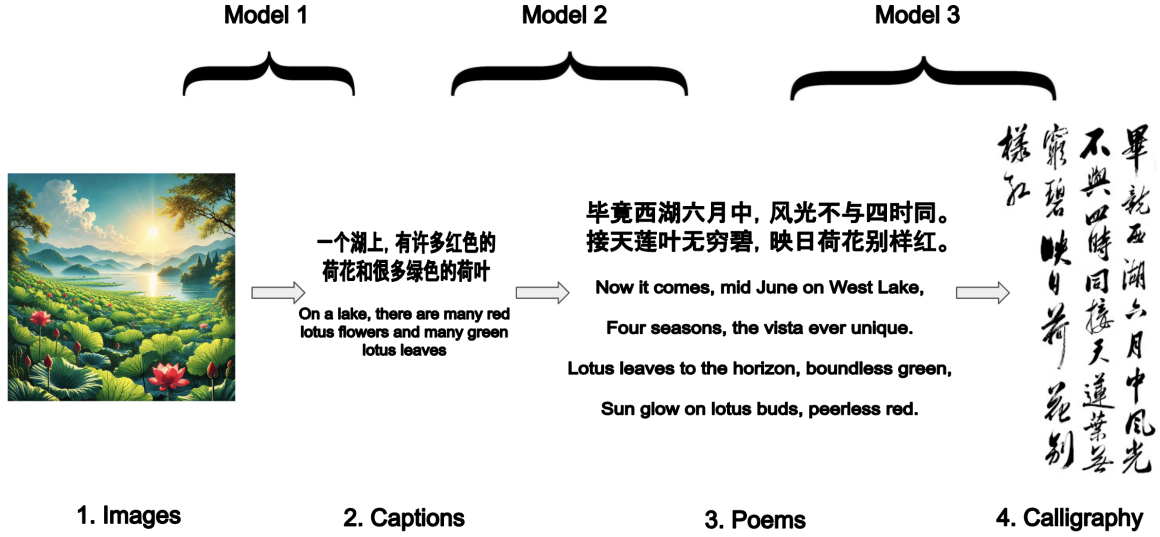 Model 1
Model 2
Model 3
一个湖上, 有许多红色的
荷花和很多绿色的荷叶
On a lake, there are many red
lotus flowers and many green
lotus leaves
毕竟西湖六月中, 风光不与四时同。
接天莲叶无穷碧, 映日荷花别样红。
Now it comes, mid June on West Lake,
Four seasons, the vista ever unique.
Lotus leaves to the horizon, boundless green,
Sun glow on lotus buds, peerless red.
畢竟西湖六月中風光
不與四時同接天蓮葉無
窮碧映日荷花別
樣紅
1. Images
2. Captions
3. Poems
4. Calligraphy